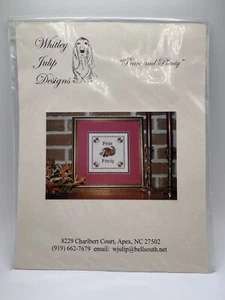 Whitley
Julip
Designs
"Peace and Plenty"
Peace
Plenty
8229 Charlbert Court, Apex, NC 27502
(919) 662-7679 email: wjulip@bellsouth.net